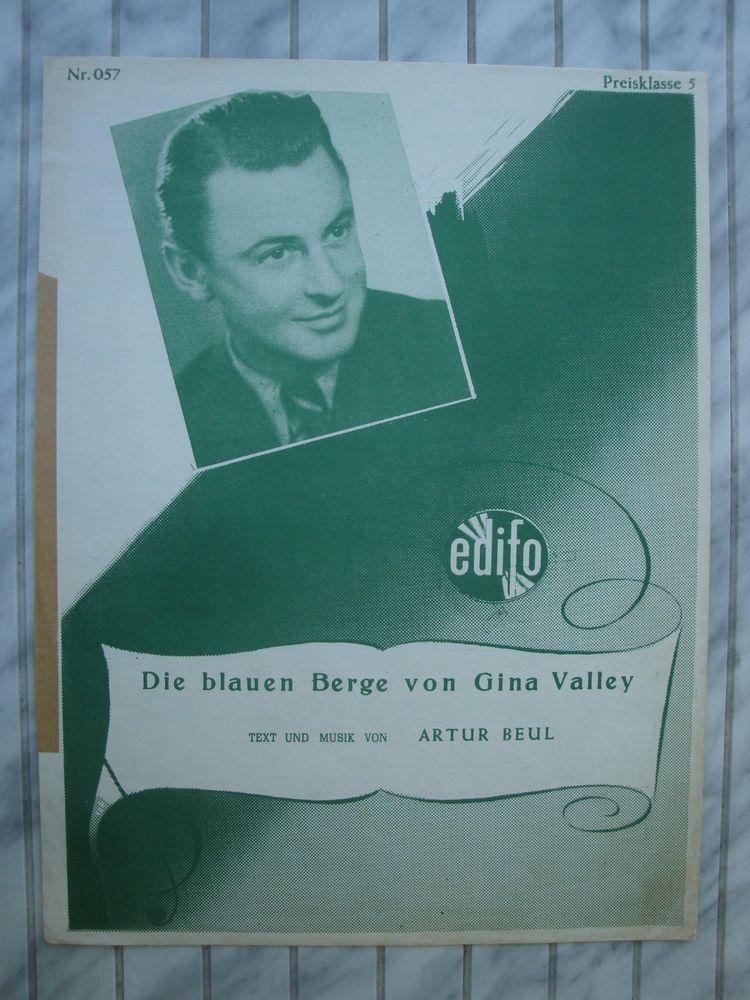 Nr. 057
Preisklasse 5
edifo
Die blauen Berge von Gina Valley
TEXT UND MUSIK VON ARTUR BEUL